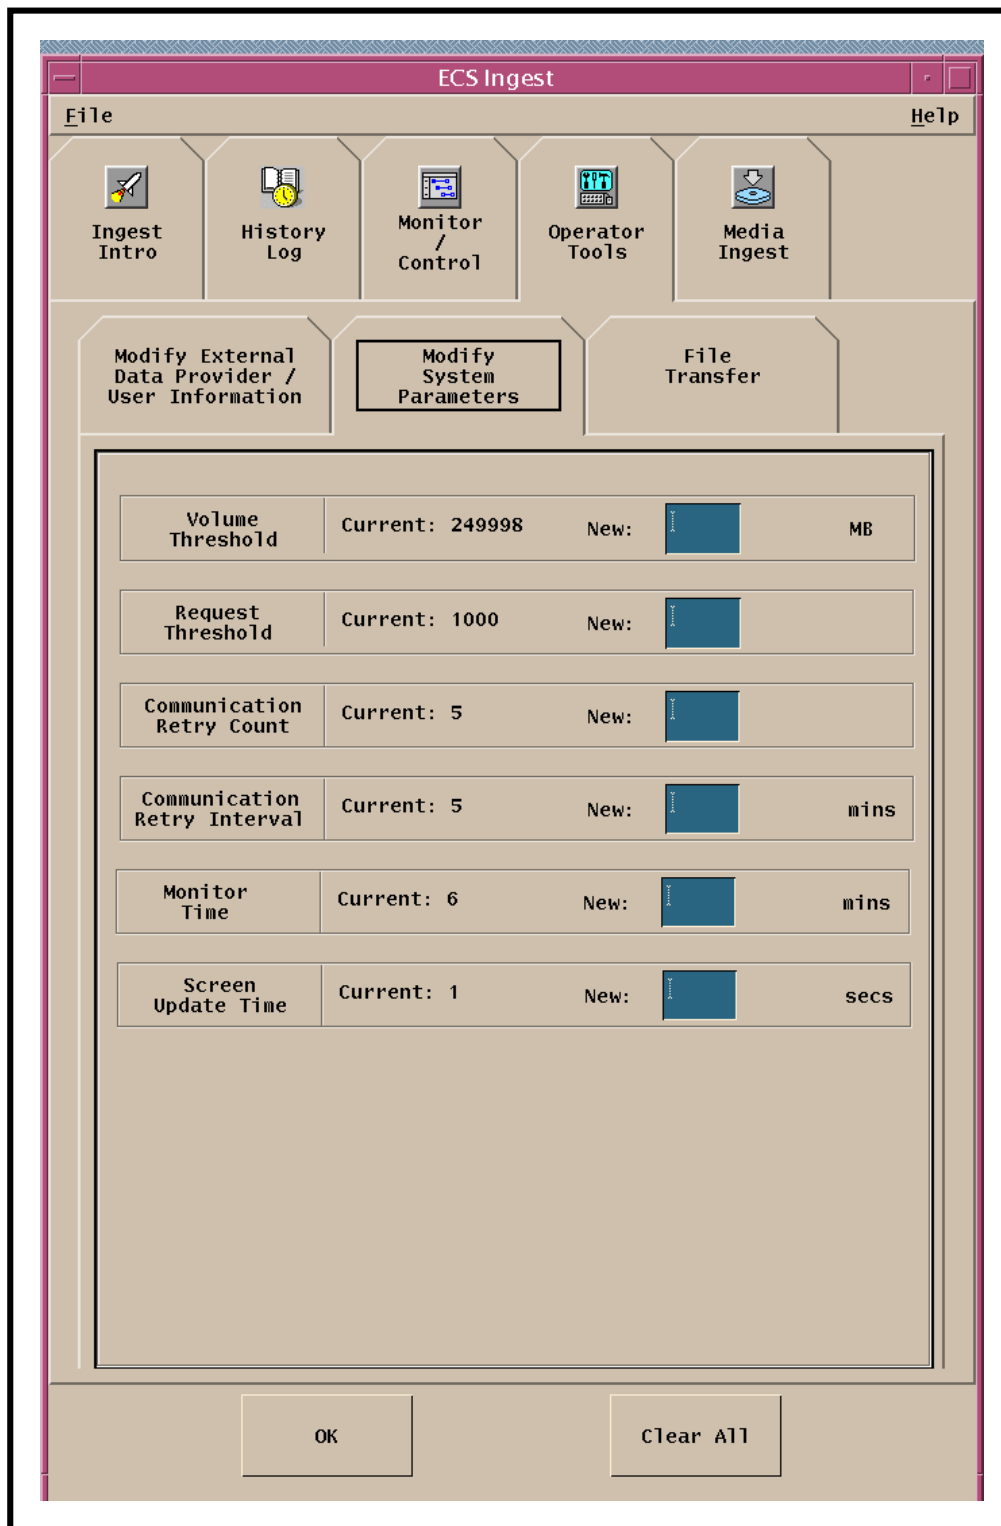 ECS Ingest
File Help
Ingest
Intro
History
Log
Monitor
/
Control
Operator
Tools
Media
Ingest
Modify External
Data Provider /
User Information
Modify
System
Parameters
File
Transfer
Volume
Threshold
Current: 249998 New: MB
Request
Threshold
Current: 1000 New:
Communication
Retry Count
Current: 5 New:
Communication
Retry Interval
Current: 5 New: mins
Monitor
Time
Current: 6 New: mins
Screen
Update Time
Current: 1 New: secs
OK Clear All